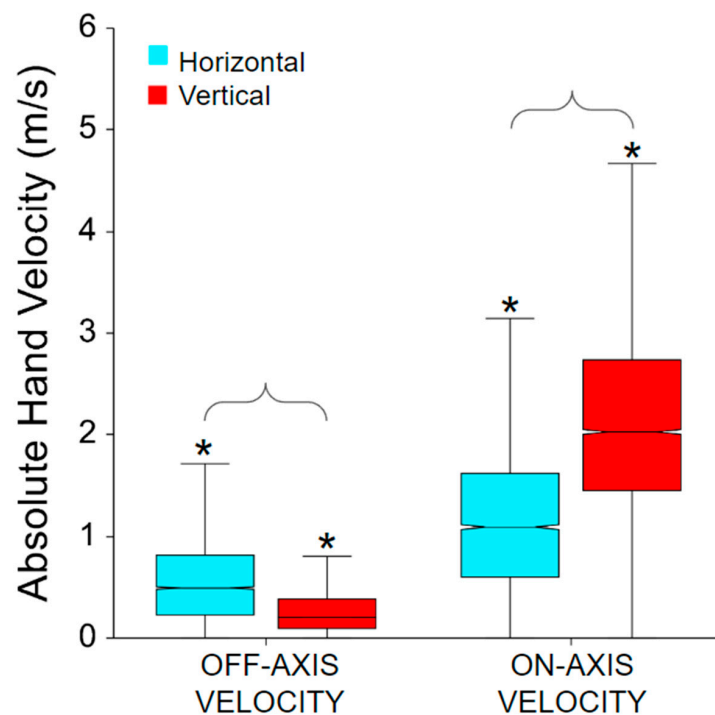 Absolute Hand Velocity (m/s)
6
5
4
3
2
1
0
Horizontal
Vertical
*
*
*
*
OFF-AXIS
VELOCITY
ON-AXIS
VELOCITY